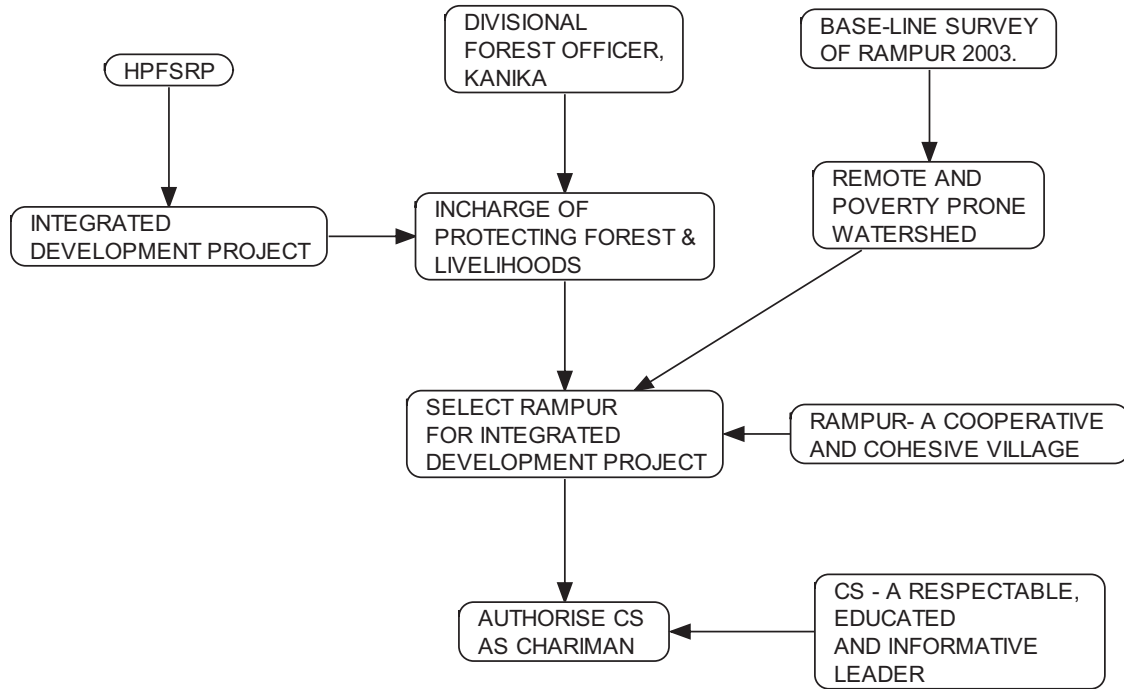 DIVISIONAL
FOREST OFFICER,
KANIKA
BASE-LINE SURVEY
OF RAMPUR 2003.
HPFSRP
INTEGRATED
DEVELOPMENT PROJECT
INCHARGE OF
PROTECTING FOREST &
LIVELIHOODS
REMOTE AND
POVERTY PRONE
WATERSHED
SELECT RAMPUR
FOR INTEGRATED
DEVELOPMENT PROJECT
RAMPUR- A COOPERATIVE
AND COHESIVE VILLAGE
AUTHORISE CS
AS CHARIMAN
CS - A RESPECTABLE,
EDUCATED
AND INFORMATIVE
LEADER